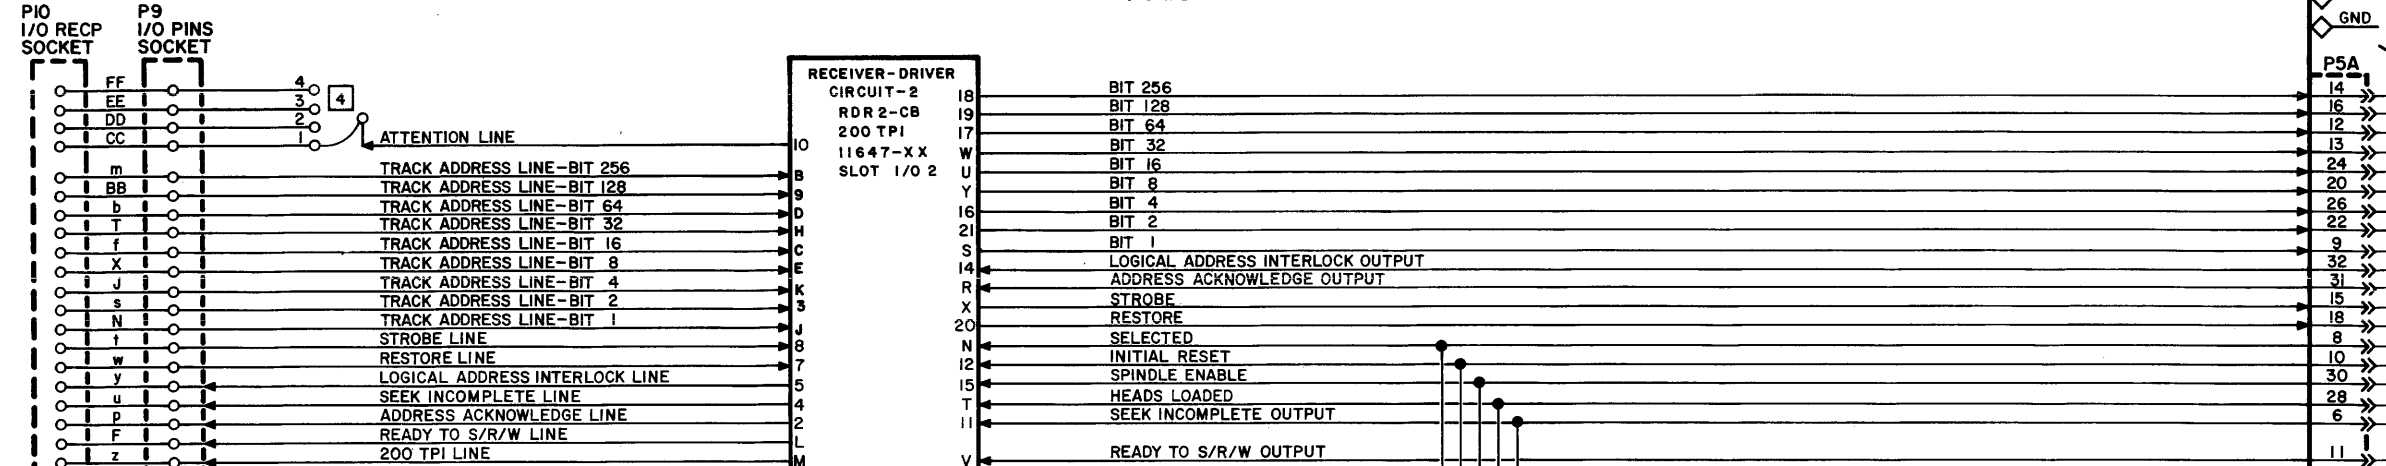 P10 P9
I/O RECP I/O PINS
SOCKET SOCKET
GND
P5A
RECEIVER-DRIVER
CIRCUIT-2
RDR2-CB
200 TPI
11647-XX
SLOT I/O 2
FF 4
EE 3
DD 2
CC 1
4
ATTENTION LINE 10
m TRACK ADDRESS LINE-BIT 256 B
BB TRACK ADDRESS LINE-BIT 128 9
b TRACK ADDRESS LINE-BIT 64 D
T TRACK ADDRESS LINE-BIT 32 H
f TRACK ADDRESS LINE-BIT 16 C
X TRACK ADDRESS LINE-BIT 8 E
J TRACK ADDRESS LINE-BIT 4 K
s TRACK ADDRESS LINE-BIT 2 3
N TRACK ADDRESS LINE-BIT 1 J
t STROBE LINE 8
w RESTORE LINE 7
y LOGICAL ADDRESS INTERLOCK LINE 5
u SEEK INCOMPLETE LINE 4
p ADDRESS ACKNOWLEDGE LINE 2
F READY TO S/R/W LINE L
z 200 TPI LINE M
18 BIT 256 14
19 BIT 128 16
17 BIT 64 12
W BIT 32 13
U BIT 16 24
Y BIT 8 20
16 BIT 4 26
21 BIT 2 22
S BIT 1 9
14 LOGICAL ADDRESS INTERLOCK OUTPUT 32
R ADDRESS ACKNOWLEDGE OUTPUT 31
X STROBE 15
20 RESTORE 18
N SELECTED 8
12 INITIAL RESET 10
15 SPINDLE ENABLE 30
T HEADS LOADED 28
11 SEEK INCOMPLETE OUTPUT 6
V READY TO S/R/W OUTPUT 11